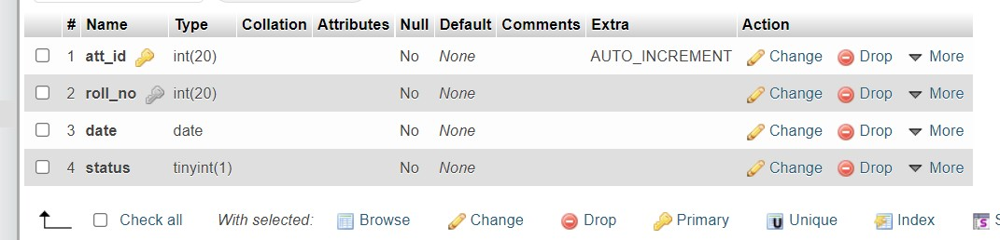 # Name Type Collation Attributes Null Default Comments Extra Action
1 att_id int(20) No None AUTO_INCREMENT Change Drop More
2 roll_no int(20) No None Change Drop More
3 date date No None Change Drop More
4 status tinyint(1) No None Change Drop More
Check all With selected: Browse Change Drop Primary Unique Index